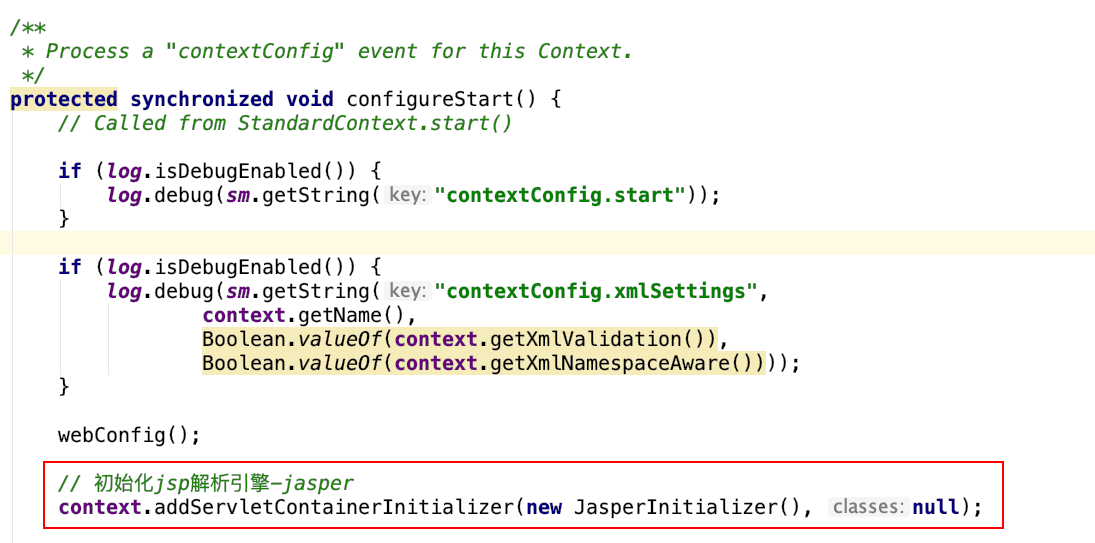 /**
 * Process a "contextConfig" event for this Context.
 */
protected synchronized void configureStart() {
    // Called from StandardContext.start()
    if (log.isDebugEnabled()) {
        log.debug(sm.getString( key: "contextConfig.start"));
    }
    if (log.isDebugEnabled()) {
        log.debug(sm.getString( key: "contextConfig.xmlSettings",
                context.getName(),
                Boolean.valueOf(context.getXmlValidation()),
                Boolean.valueOf(context.getXmlNamespaceAware())));
    }
    webConfig();
    // 初始化jsp解析引擎-jasper
    context.addServletContainerInitializer(new JasperInitializer(), classes: null);